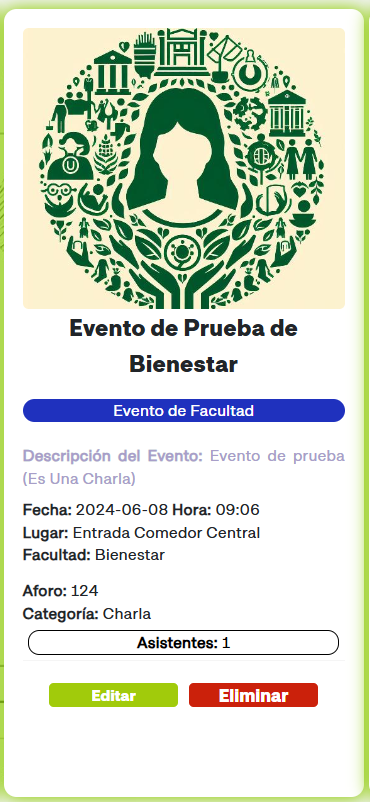 Evento de Prueba de
Bienestar
Evento de Facultad
Descripción del Evento: Evento de prueba
(Es Una Charla)
Fecha: 2024-06-08 Hora: 09:06
Lugar: Entrada Comedor Central
Facultad: Bienestar
Aforo: 124
Categoría: Charla
Asistentes: 1
Editar
Eliminar